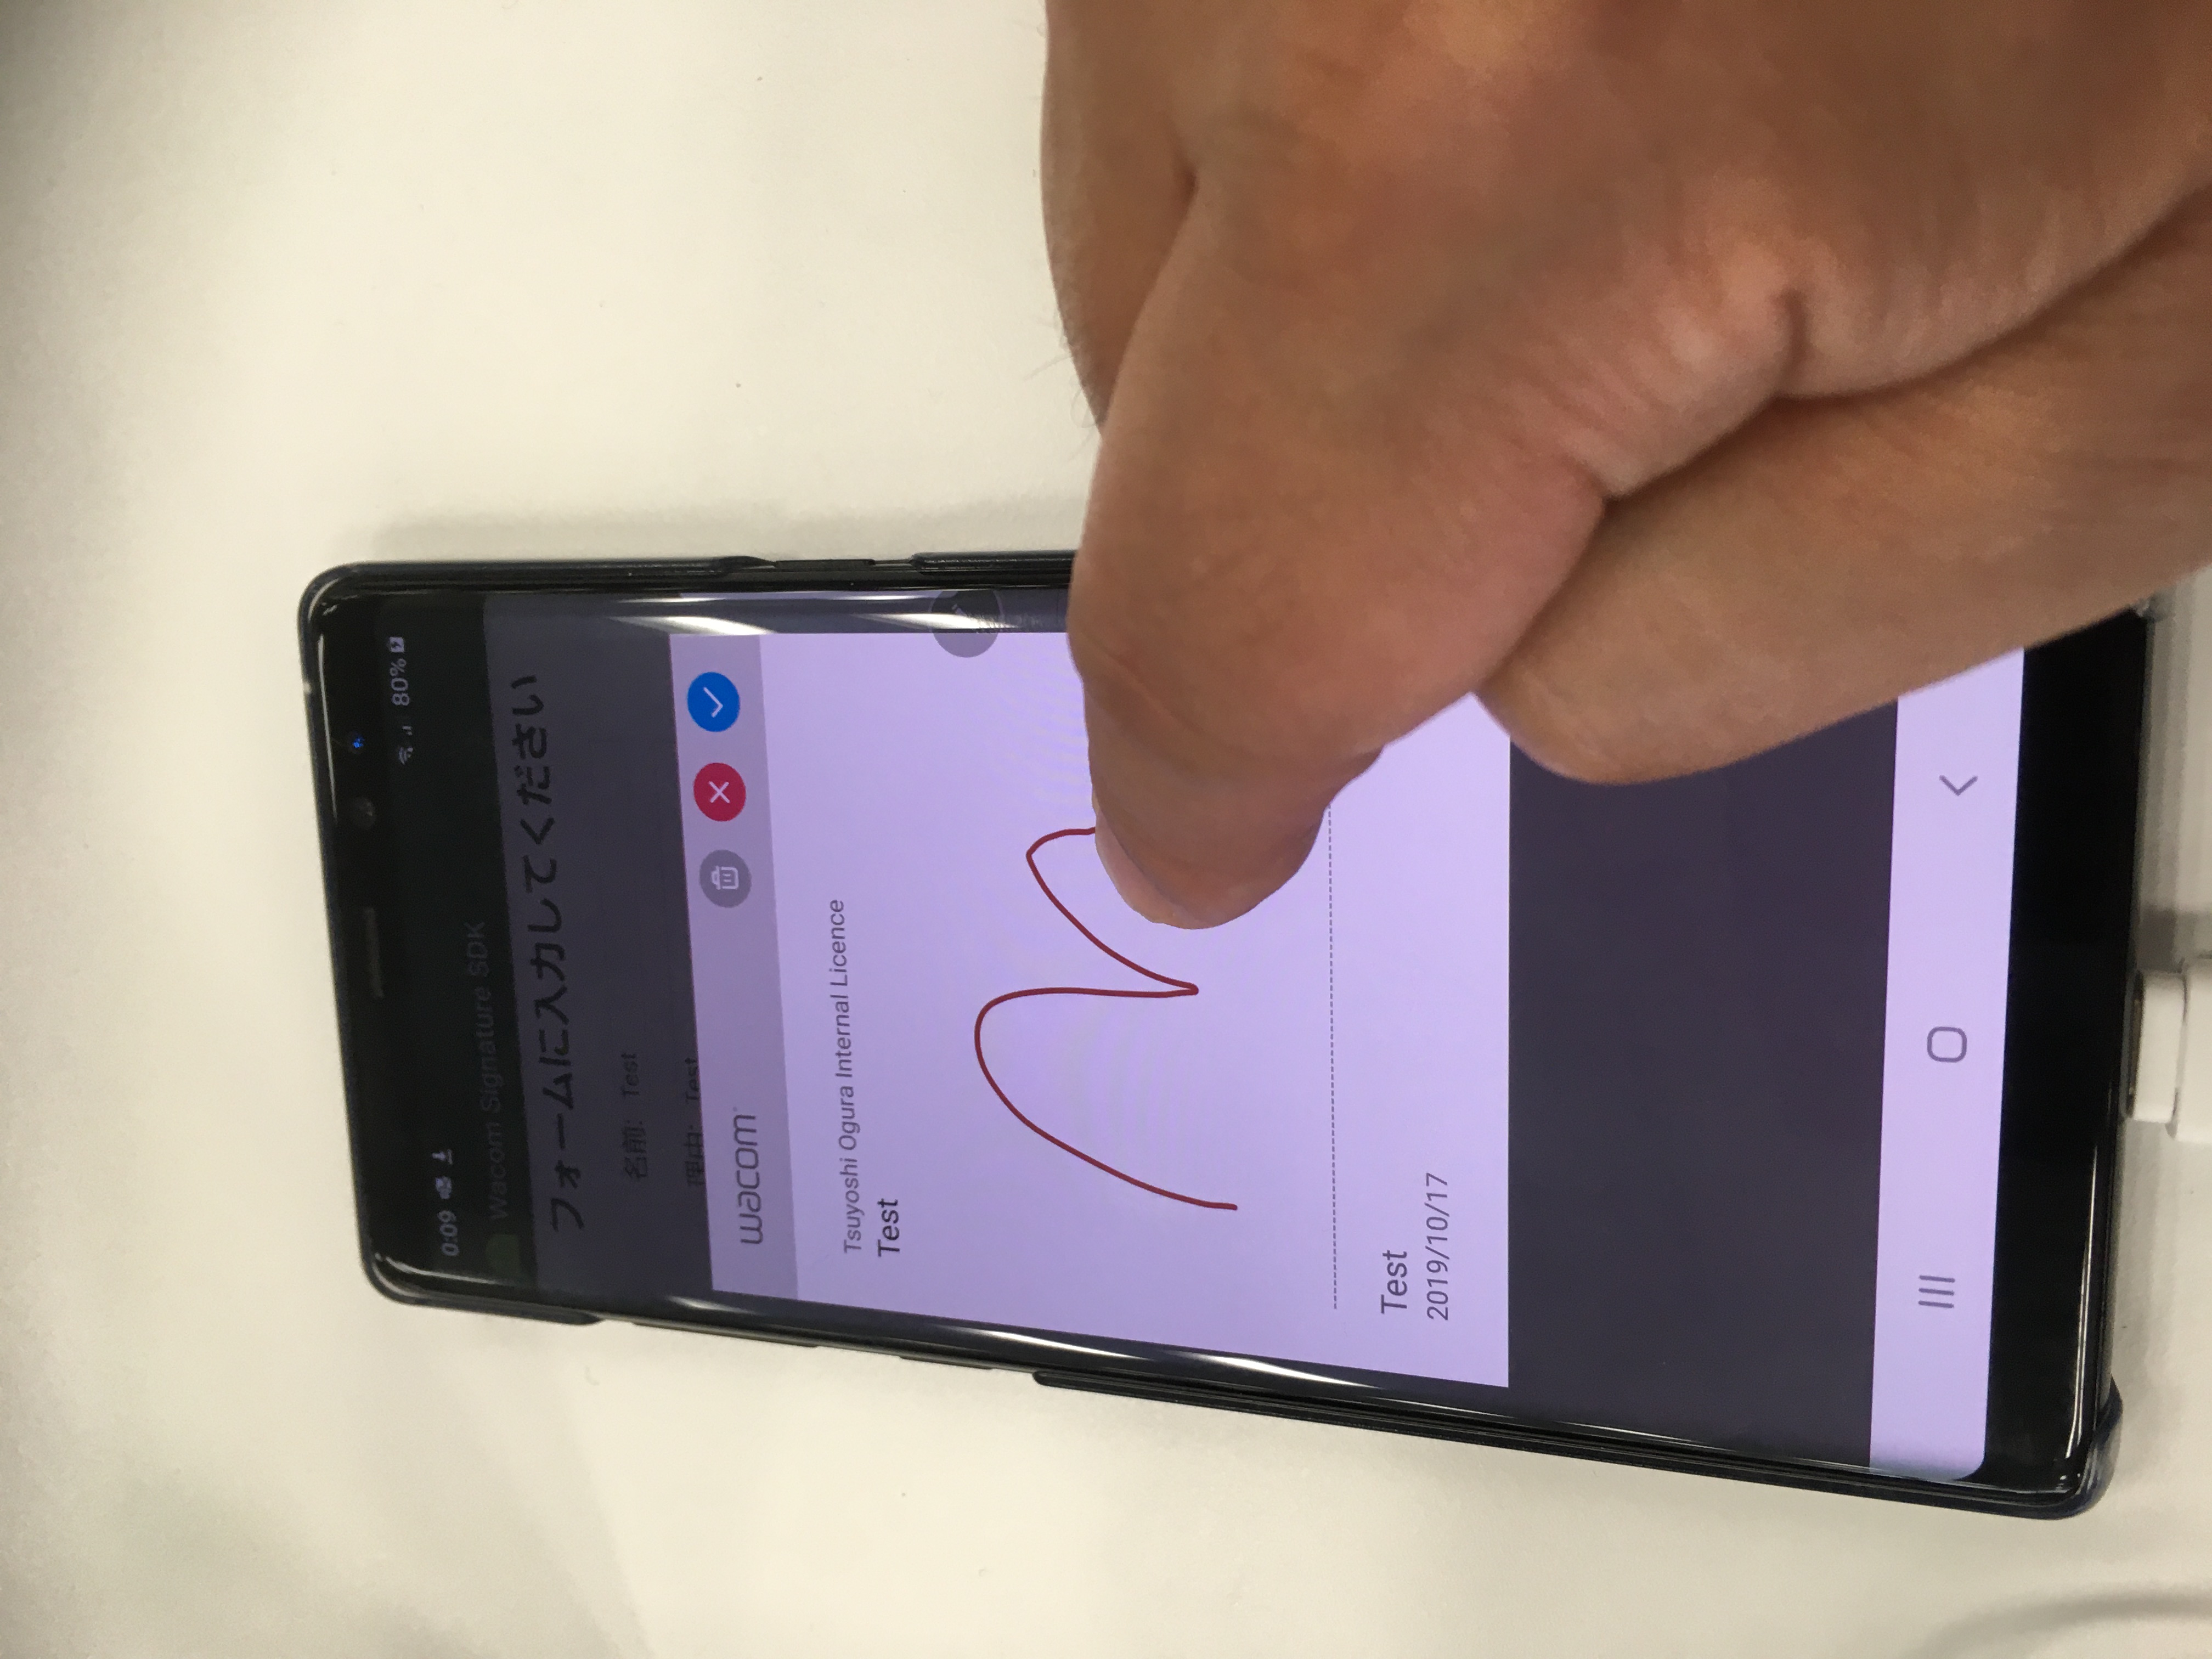 0:09 80%
Wacom Signature SDK
フォームに入力してください
名前: Test
理由: Test
wacom
Tsuyoshi Ogura Internal Licence
Test
Test
2019/10/17